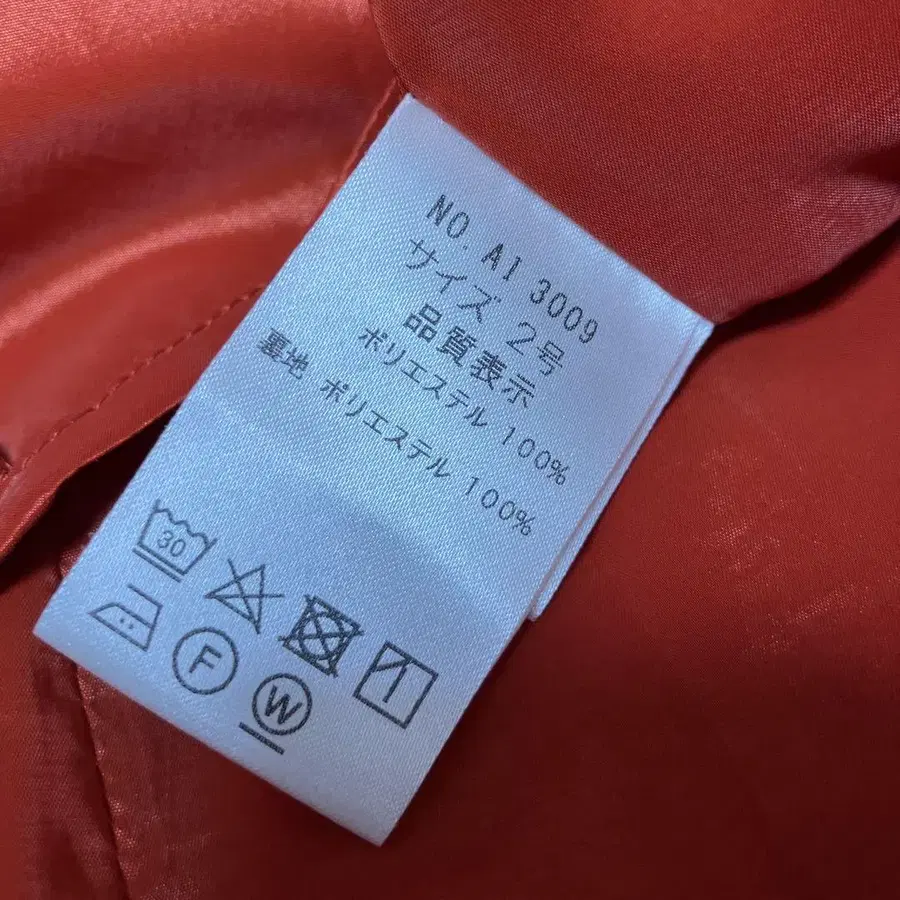 NO. AI 3009
サイズ 2号
品質表示
ポリエステル 100%
裏地 ポリエステル 100%
30
F
W